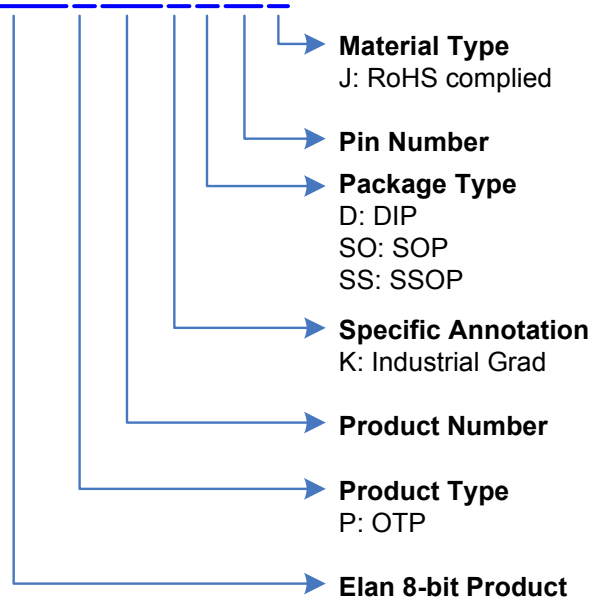 Material Type
J: RoHS complied
Pin Number
Package Type
D: DIP
SO: SOP
SS: SSOP
Specific Annotation
K: Industrial Grad
Product Number
Product Type
P: OTP
Elan 8-bit Product